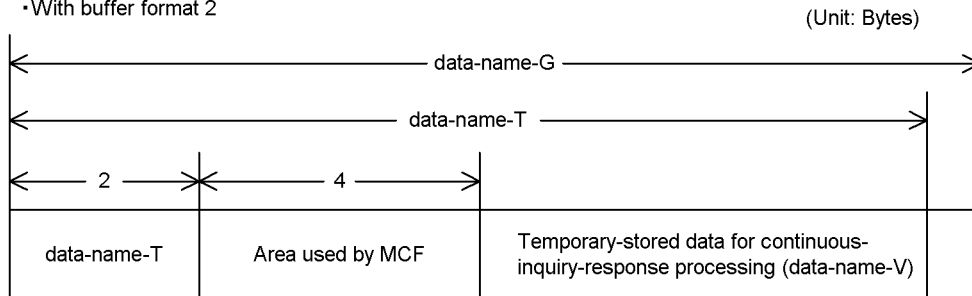 ・With buffer format 2
(Unit: Bytes)
data-name-G
data-name-T
2
4
data-name-T
Area used by MCF
Temporary-stored data for continuous-
inquiry-response processing (data-name-V)